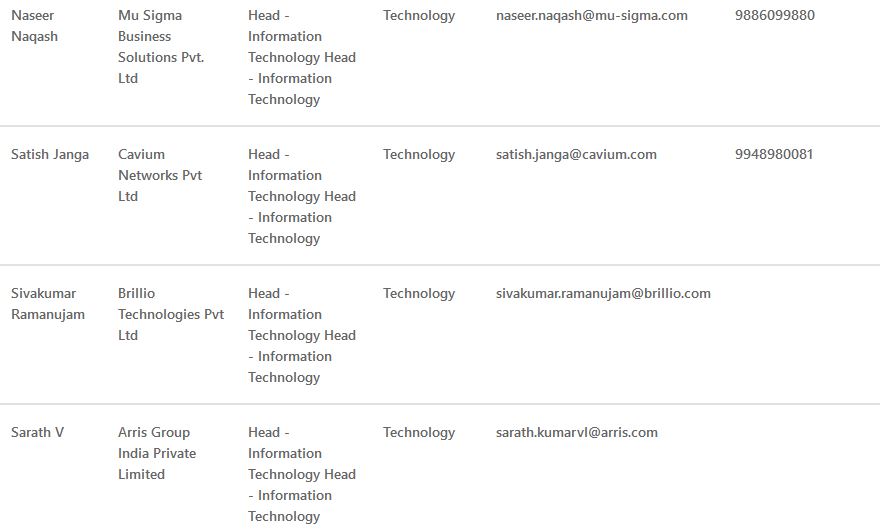 Naseer Naqash
Mu Sigma Business Solutions Pvt. Ltd
Head - Information Technology Head - Information Technology
Technology
naseer.naqash@mu-sigma.com
9886099880
Satish Janga
Cavium Networks Pvt Ltd
Head - Information Technology Head - Information Technology
Technology
satish.janga@cavium.com
9948980081
Sivakumar Ramanujam
Brillio Technologies Pvt Ltd
Head - Information Technology Head - Information Technology
Technology
sivakumar.ramanujam@brillio.com
Sarath V
Arris Group India Private Limited
Head - Information Technology Head - Information Technology
Technology
sarath.kumarvl@arris.com